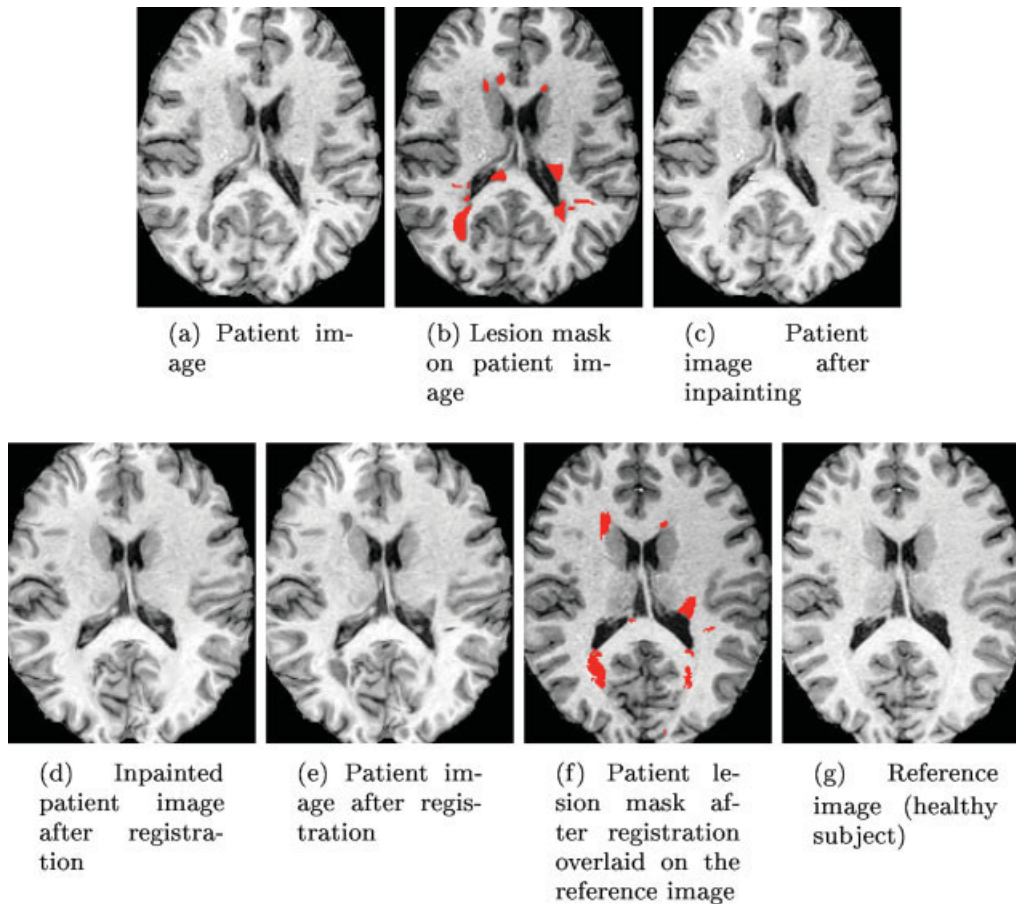 (a) Patient im-
age
(b) Lesion mask
on patient im-
age
(c) Patient
image after
inpainting
(d) Inpainted
patient image
after registra-
tion
(e) Patient im-
age after regis-
tration
(f) Patient le-
sion mask af-
ter registration
overlaid on the
reference image
(g) Reference
image (healthy
subject)